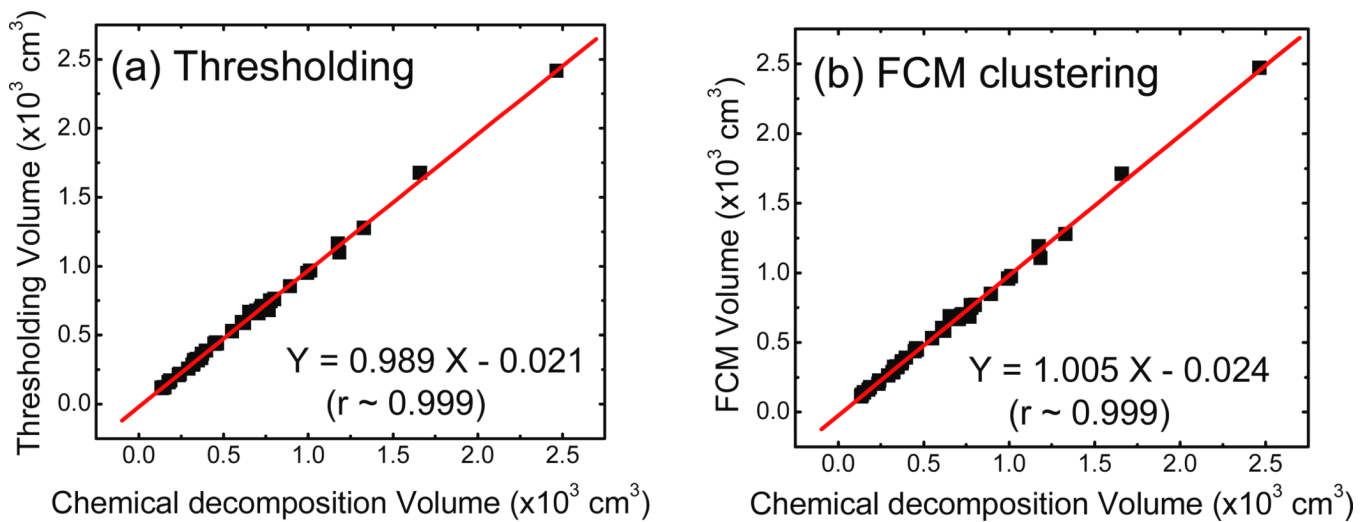 (a) Thresholding
Thresholding Volume (x10³ cm³)
2.5
2.0
1.5
1.0
0.5
0.0
Y = 0.989 X - 0.021
(r ~ 0.999)
0.0 0.5 1.0 1.5 2.0 2.5
Chemical decomposition Volume (x10³ cm³)
(b) FCM clustering
FCM Volume (x10³ cm³)
2.5
2.0
1.5
1.0
0.5
0.0
Y = 1.005 X - 0.024
(r ~ 0.999)
0.0 0.5 1.0 1.5 2.0 2.5
Chemical decomposition Volume (x10³ cm³)